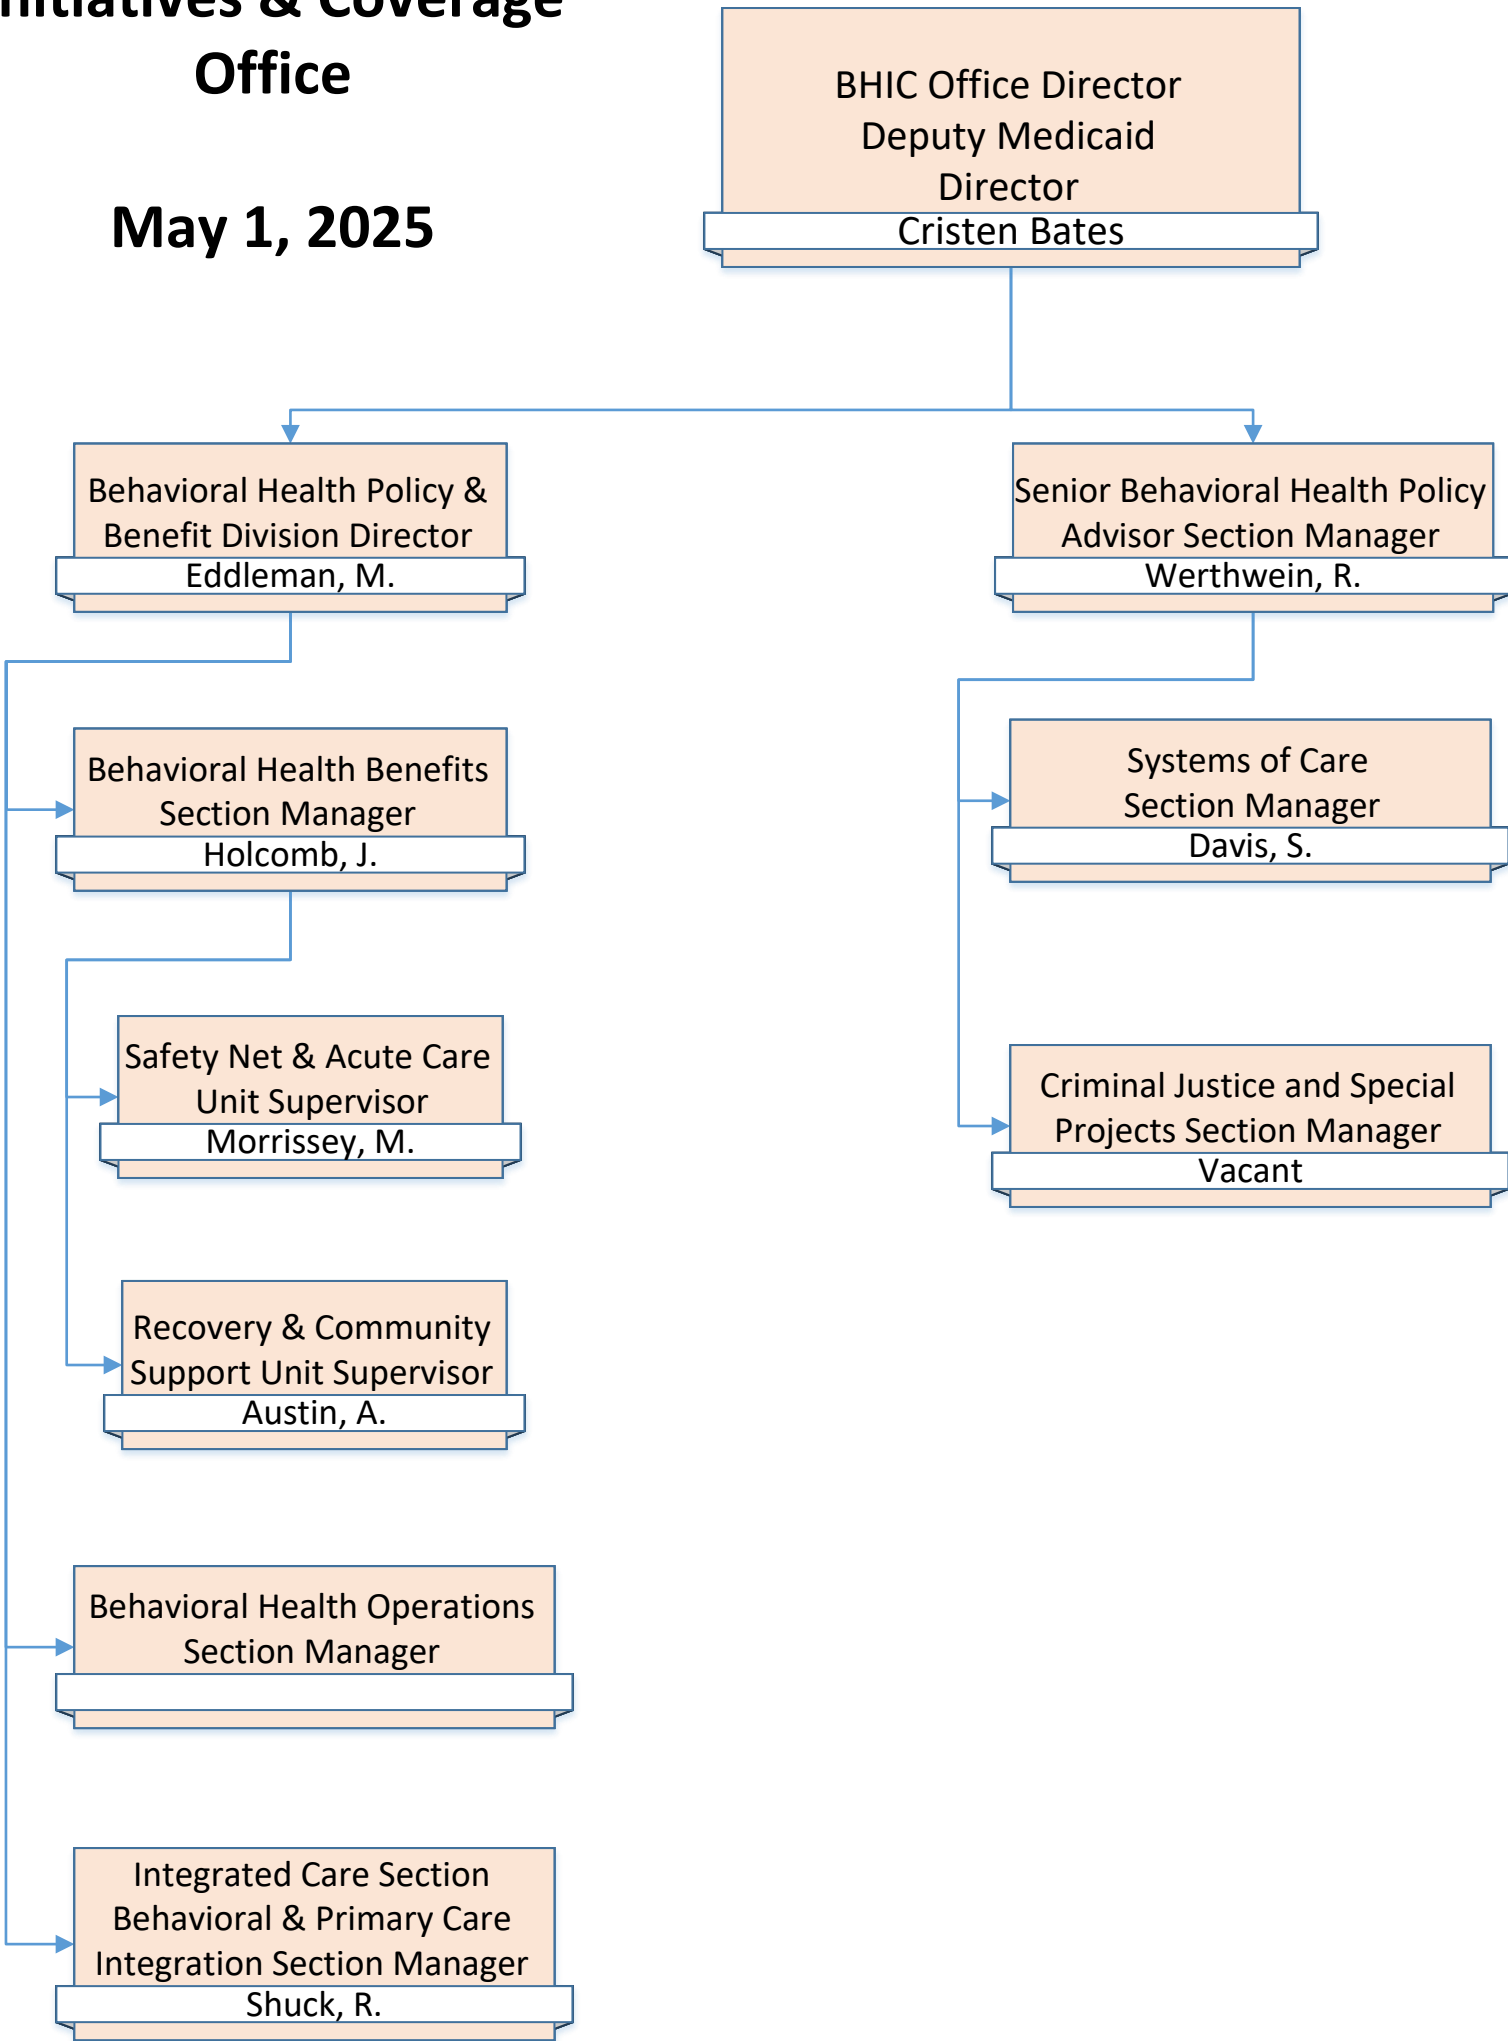 & Coverage
Office
May 1, 2025
BHIC Office Director
Deputy Medicaid
Director
Cristen Bates
Behavioral Health Policy &
Benefit Division Director
Eddleman, M.
Senior Behavioral Health Policy
Advisor Section Manager
Werthwein, R.
Behavioral Health Benefits
Section Manager
Holcomb, J.
Systems of Care
Section Manager
Davis, S.
Safety Net & Acute Care
Unit Supervisor
Morrissey, M.
Criminal Justice and Special
Projects Section Manager
Vacant
Recovery & Community
Support Unit Supervisor
Austin, A.
Behavioral Health Operations
Section Manager
Integrated Care Section
Behavioral & Primary Care
Integration Section Manager
Shuck, R.